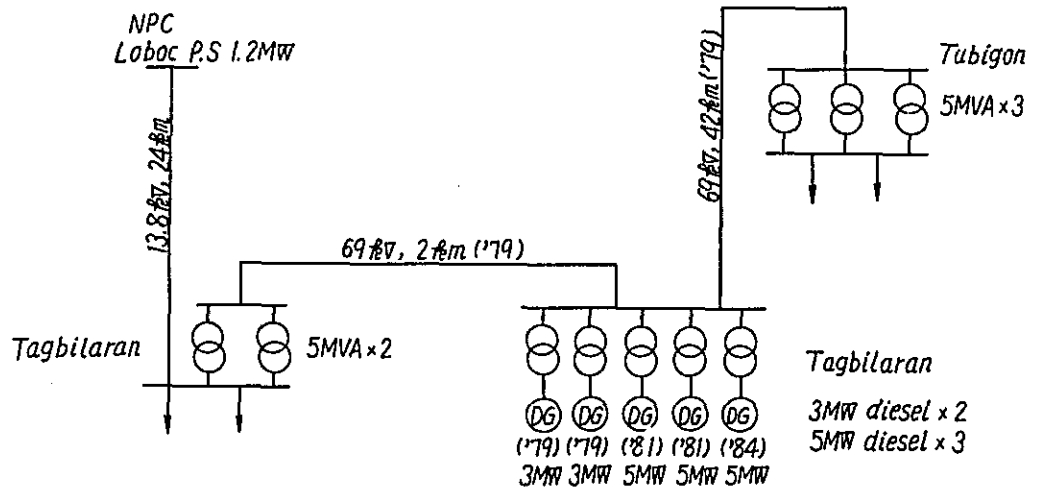 NPC
Loboc P.S 1.2MW
13.8kV, 24km
Tagbilaran
5MVA×2
69kV, 2km ('79)
69kV, 42km ('79)
Tubigon
5MVA×3
DG DG DG DG DG
('79) ('79) ('81) ('81) ('84)
3MW 3MW 5MW 5MW 5MW
Tagbilaran
3MW diesel × 2
5MW diesel × 3